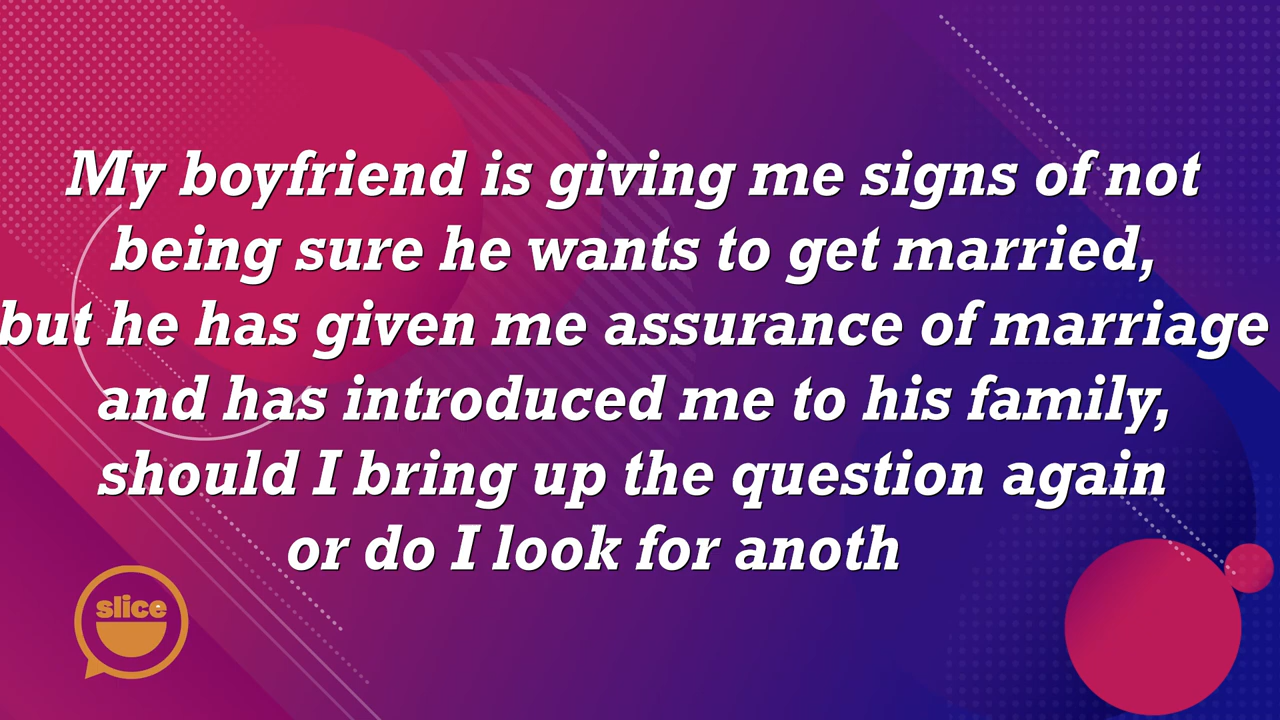 My boyfriend is giving me signs of not
being sure he wants to get married,
but he has given me assurance of marriage
and has introduced me to his family,
should I bring up the question again
or do I look for anoth
slice